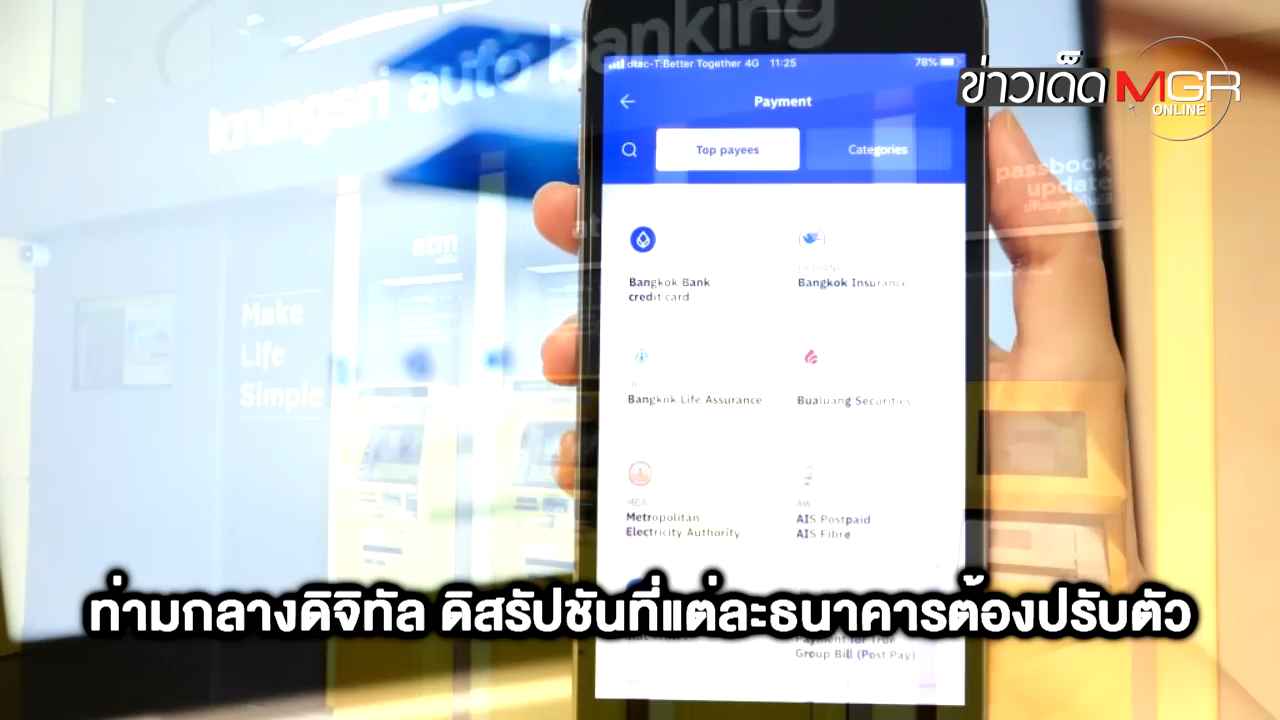 krungsri auto banking
dtac-T:Better Together 4G 11:25 78%
ข่าวเด็ด MGR
ONLINE
Payment
Top payees
Categories
passbook
update
atm
Make
Life
Simple
Bangkok Bank
credit card
Bangkok Insurance
Bangkok Life Assurance
Bualuang Securities
MEA
Metropolitan
Electricity Authority
AIS Postpaid
AIS Fibre
ท่ามกลางดิจิทัล ดิสรัปชันที่แต่ละธนาคารต้องปรับตัว
Payment for True
Group Bill (Post Pay)